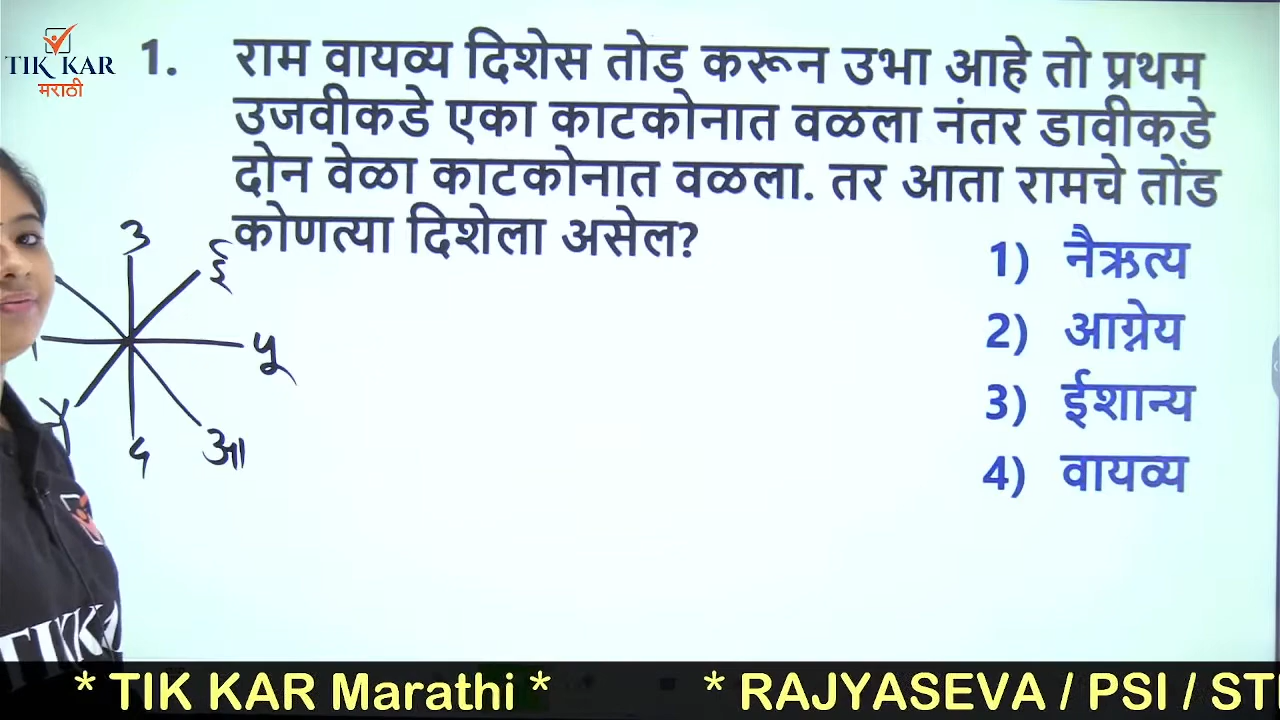 TIK KAR
मराठी
1. राम वायव्य दिशेस तोड करून उभा आहे तो प्रथम
उजवीकडे एका काटकोनात वळला नंतर डावीकडे
दोन वेळा काटकोनात वळला. तर आता रामचे तोंड
कोणत्या दिशेला असेल?
1) नैऋत्य
2) आग्नेय
3) ईशान्य
4) वायव्य
उ
ई
पू
आ
द
TIKK
* TIK KAR Marathi * * RAJYASEVA / PSI / STI